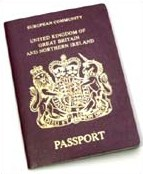 EUROPEAN COMMUNITY
UNITED KINGDOM OF
GREAT BRITAIN
AND NORTHERN IRELAND
PASSPORT